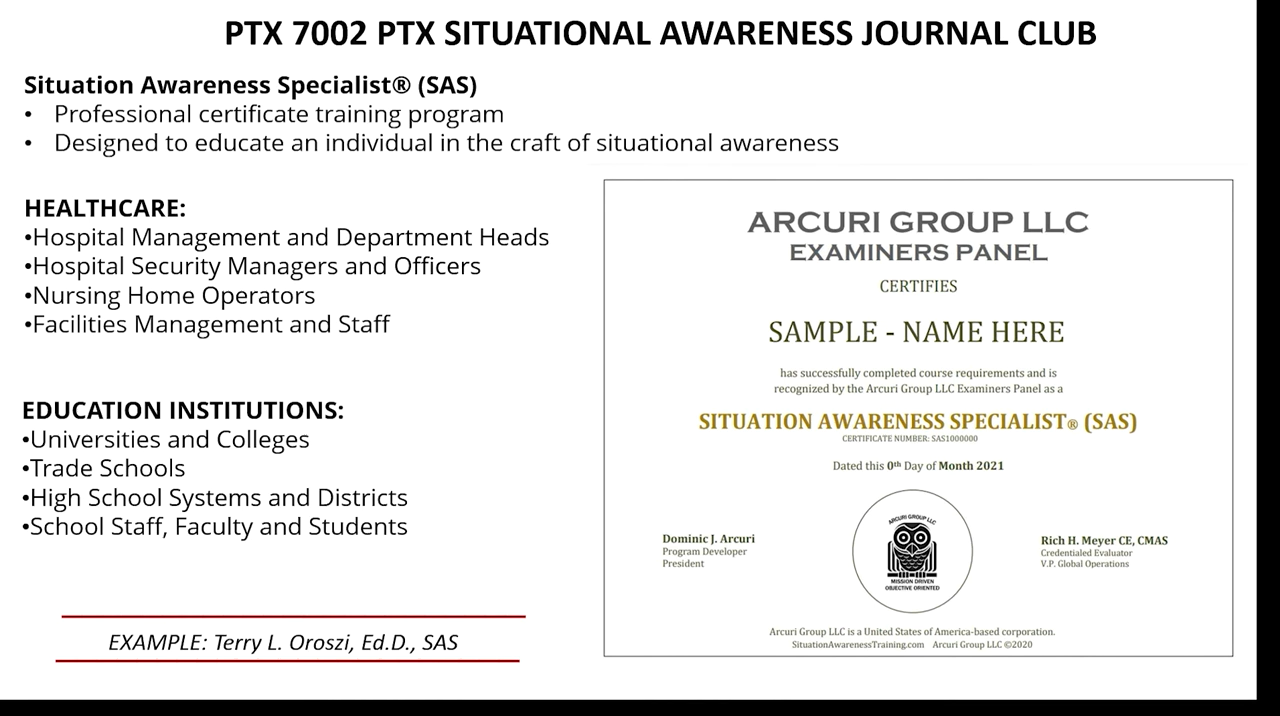 PTX 7002 PTX SITUATIONAL AWARENESS JOURNAL CLUB
Situation Awareness Specialist® (SAS)
• Professional certificate training program
• Designed to educate an individual in the craft of situational awareness
HEALTHCARE:
•Hospital Management and Department Heads
•Hospital Security Managers and Officers
•Nursing Home Operators
•Facilities Management and Staff
EDUCATION INSTITUTIONS:
•Universities and Colleges
•Trade Schools
•High School Systems and Districts
•School Staff, Faculty and Students
EXAMPLE: Terry L. Oroszi, Ed.D., SAS
ARCURI GROUP LLC
EXAMINERS PANEL
CERTIFIES
SAMPLE - NAME HERE
has successfully completed course requirements and is
recognized by the Arcuri Group LLC Examiners Panel as a
SITUATION AWARENESS SPECIALIST® (SAS)
CERTIFICATE NUMBER: SAS1000000
Dated this 0th Day of Month 2021
Dominic J. Arcuri
Program Developer
President
ARCURI GROUP LLC
MISSION DRIVEN
OBJECTIVE ORIENTED
Rich H. Meyer CE, CMAS
Credentialed Evaluator
V.P. Global Operations
Arcuri Group LLC is a United States of America-based corporation.
SituationAwarenessTraining.com Arcuri Group LLC ©2020